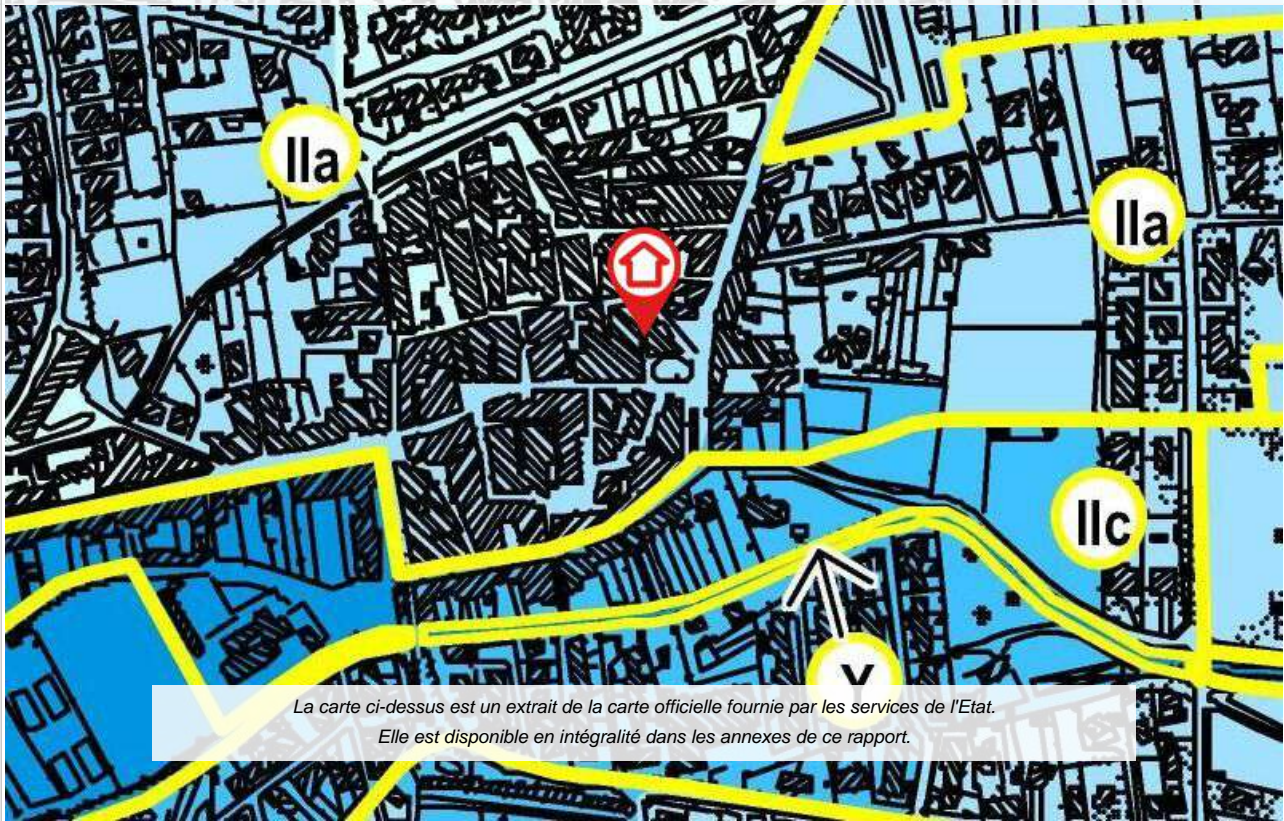 IIa
IIa
IIc
Y
La carte ci-dessus est un extrait de la carte officielle fournie par les services de l'Etat.
Elle est disponible en intégralité dans les annexes de ce rapport.